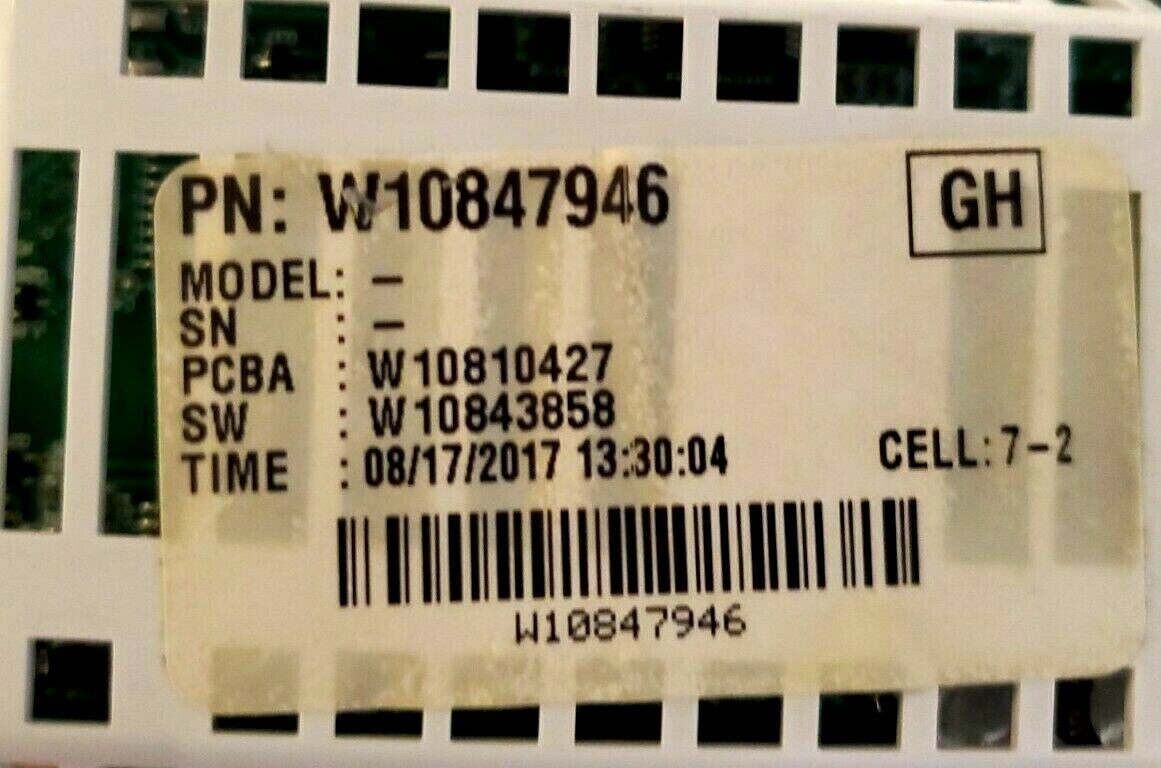 PN: W10847946 GH
MODEL: -
SN : -
PCBA : W10810427
SW : W10843858
TIME : 08/17/2017 13:30:04 CELL: 7-2
W10847946